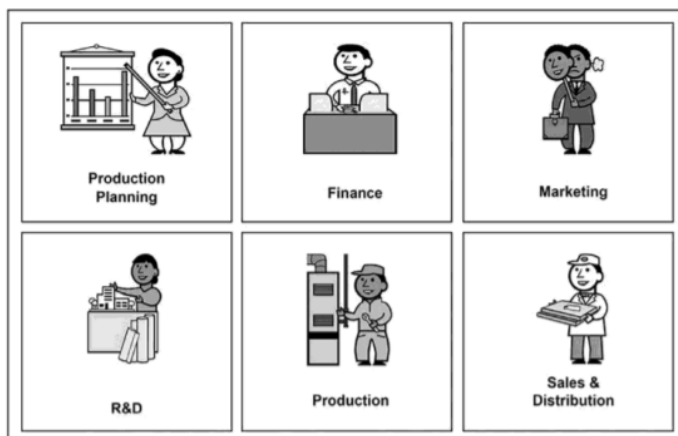 Production
Planning
Finance
Marketing
R&D
Production
Sales &
Distribution